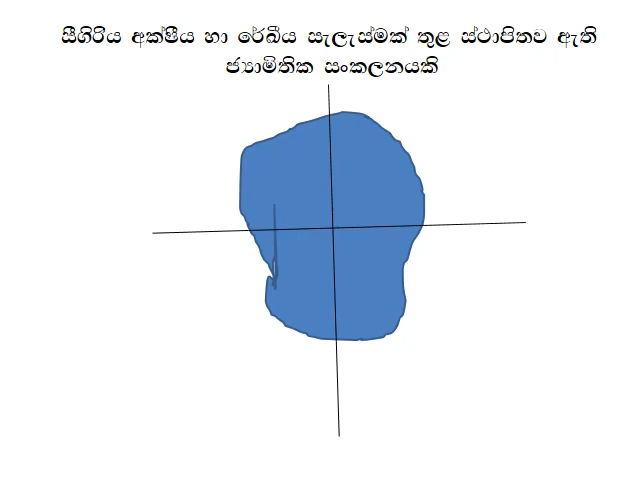 සීගිරිය අක්ෂීය හා රේඛීය සැලැස්මක් තුළ ස්ථාපිතව ඇති
ජ්‍යාමිතික සංකලනයකි